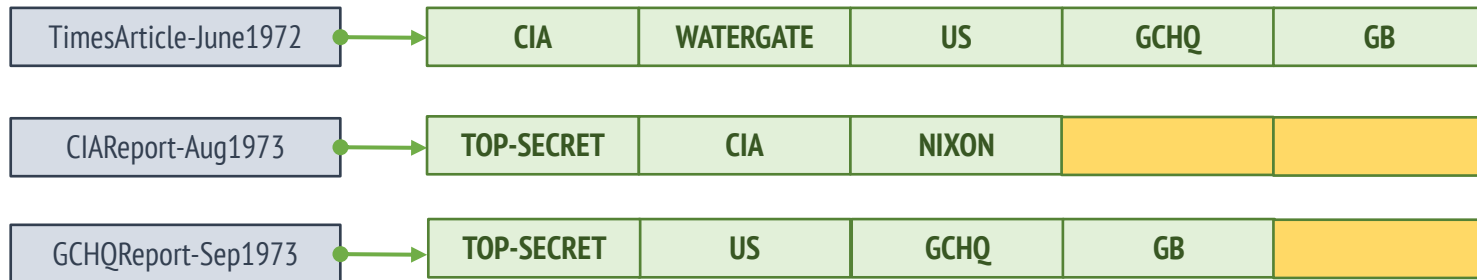 TimesArticle-June1972 CIA WATERGATE US GCHQ GB
CIAReport-Aug1973 TOP-SECRET CIA NIXON
GCHQReport-Sep1973 TOP-SECRET US GCHQ GB